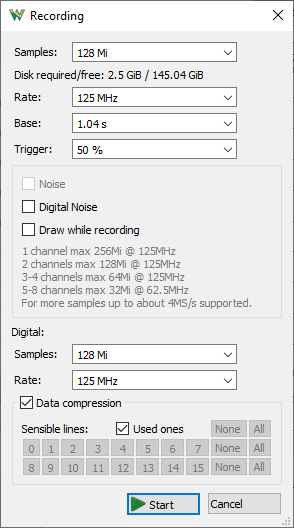 Recording
Samples: 128 Mi
Disk required/free: 2.5 GiB / 145.04 GiB
Rate: 125 MHz
Base: 1.04 s
Trigger: 50 %
Noise
Digital Noise
Draw while recording
1 channel max 256Mi @ 125MHz
2 channels max 128Mi @ 125MHz
3-4 channels max 64Mi @ 125MHz
5-8 channels max 32Mi @ 62.5MHz
For more samples up to about 4MS/s supported.
Digital:
Samples: 128 Mi
Rate: 125 MHz
Data compression
Sensible lines: Used ones None All
0 1 2 3 4 5 6 7 None All
8 9 10 11 12 13 14 15 None All
Start Cancel